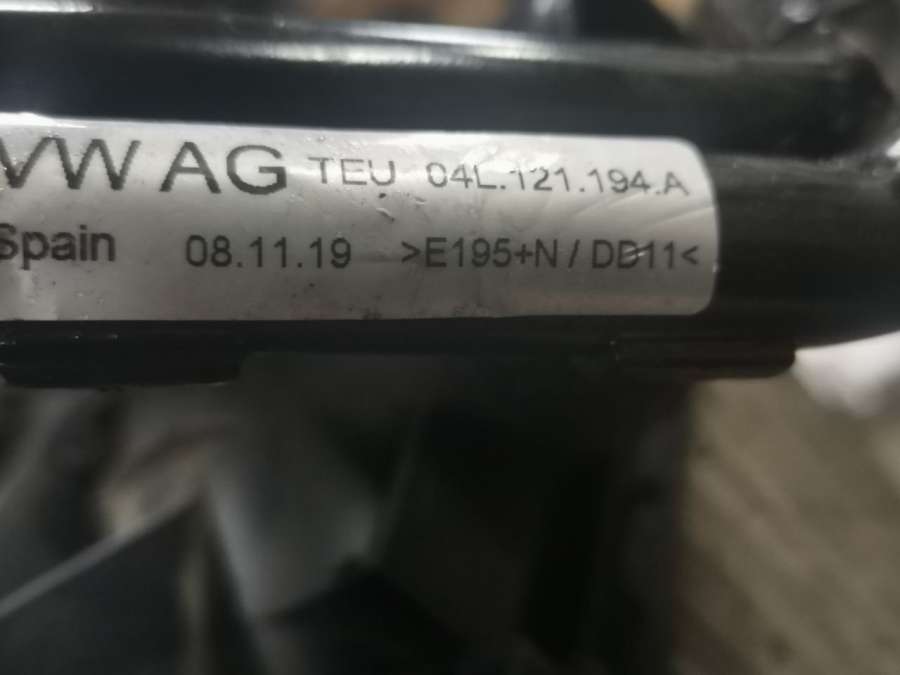 VW AG TEU 04L.121.194.A
Spain 08.11.19 >E195+N / DD11<